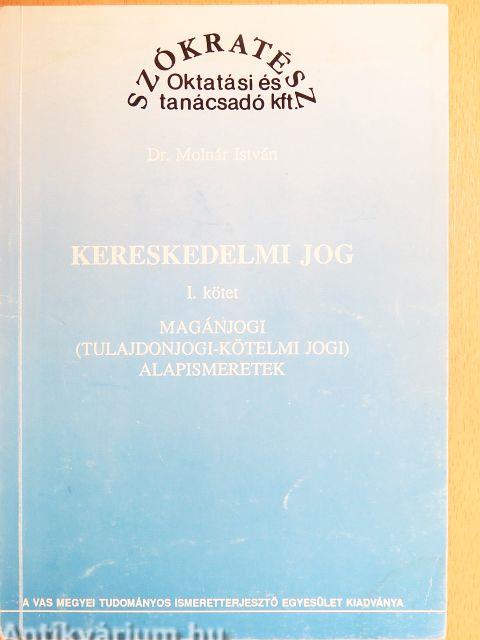 SZÓKRATÉSZ
Oktatási és
tanácsadó kft.
Dr. Molnár István
KERESKEDELMI JOG
I. kötet
MAGÁNJOGI
(TULAJDONJOGI-KÖTELMI JOGI)
ALAPISMERETEK
A VAS MEGYEI TUDOMÁNYOS ISMERETTERJESZTŐ EGYESÜLET KIADVÁNYA
Antikvárium.hu